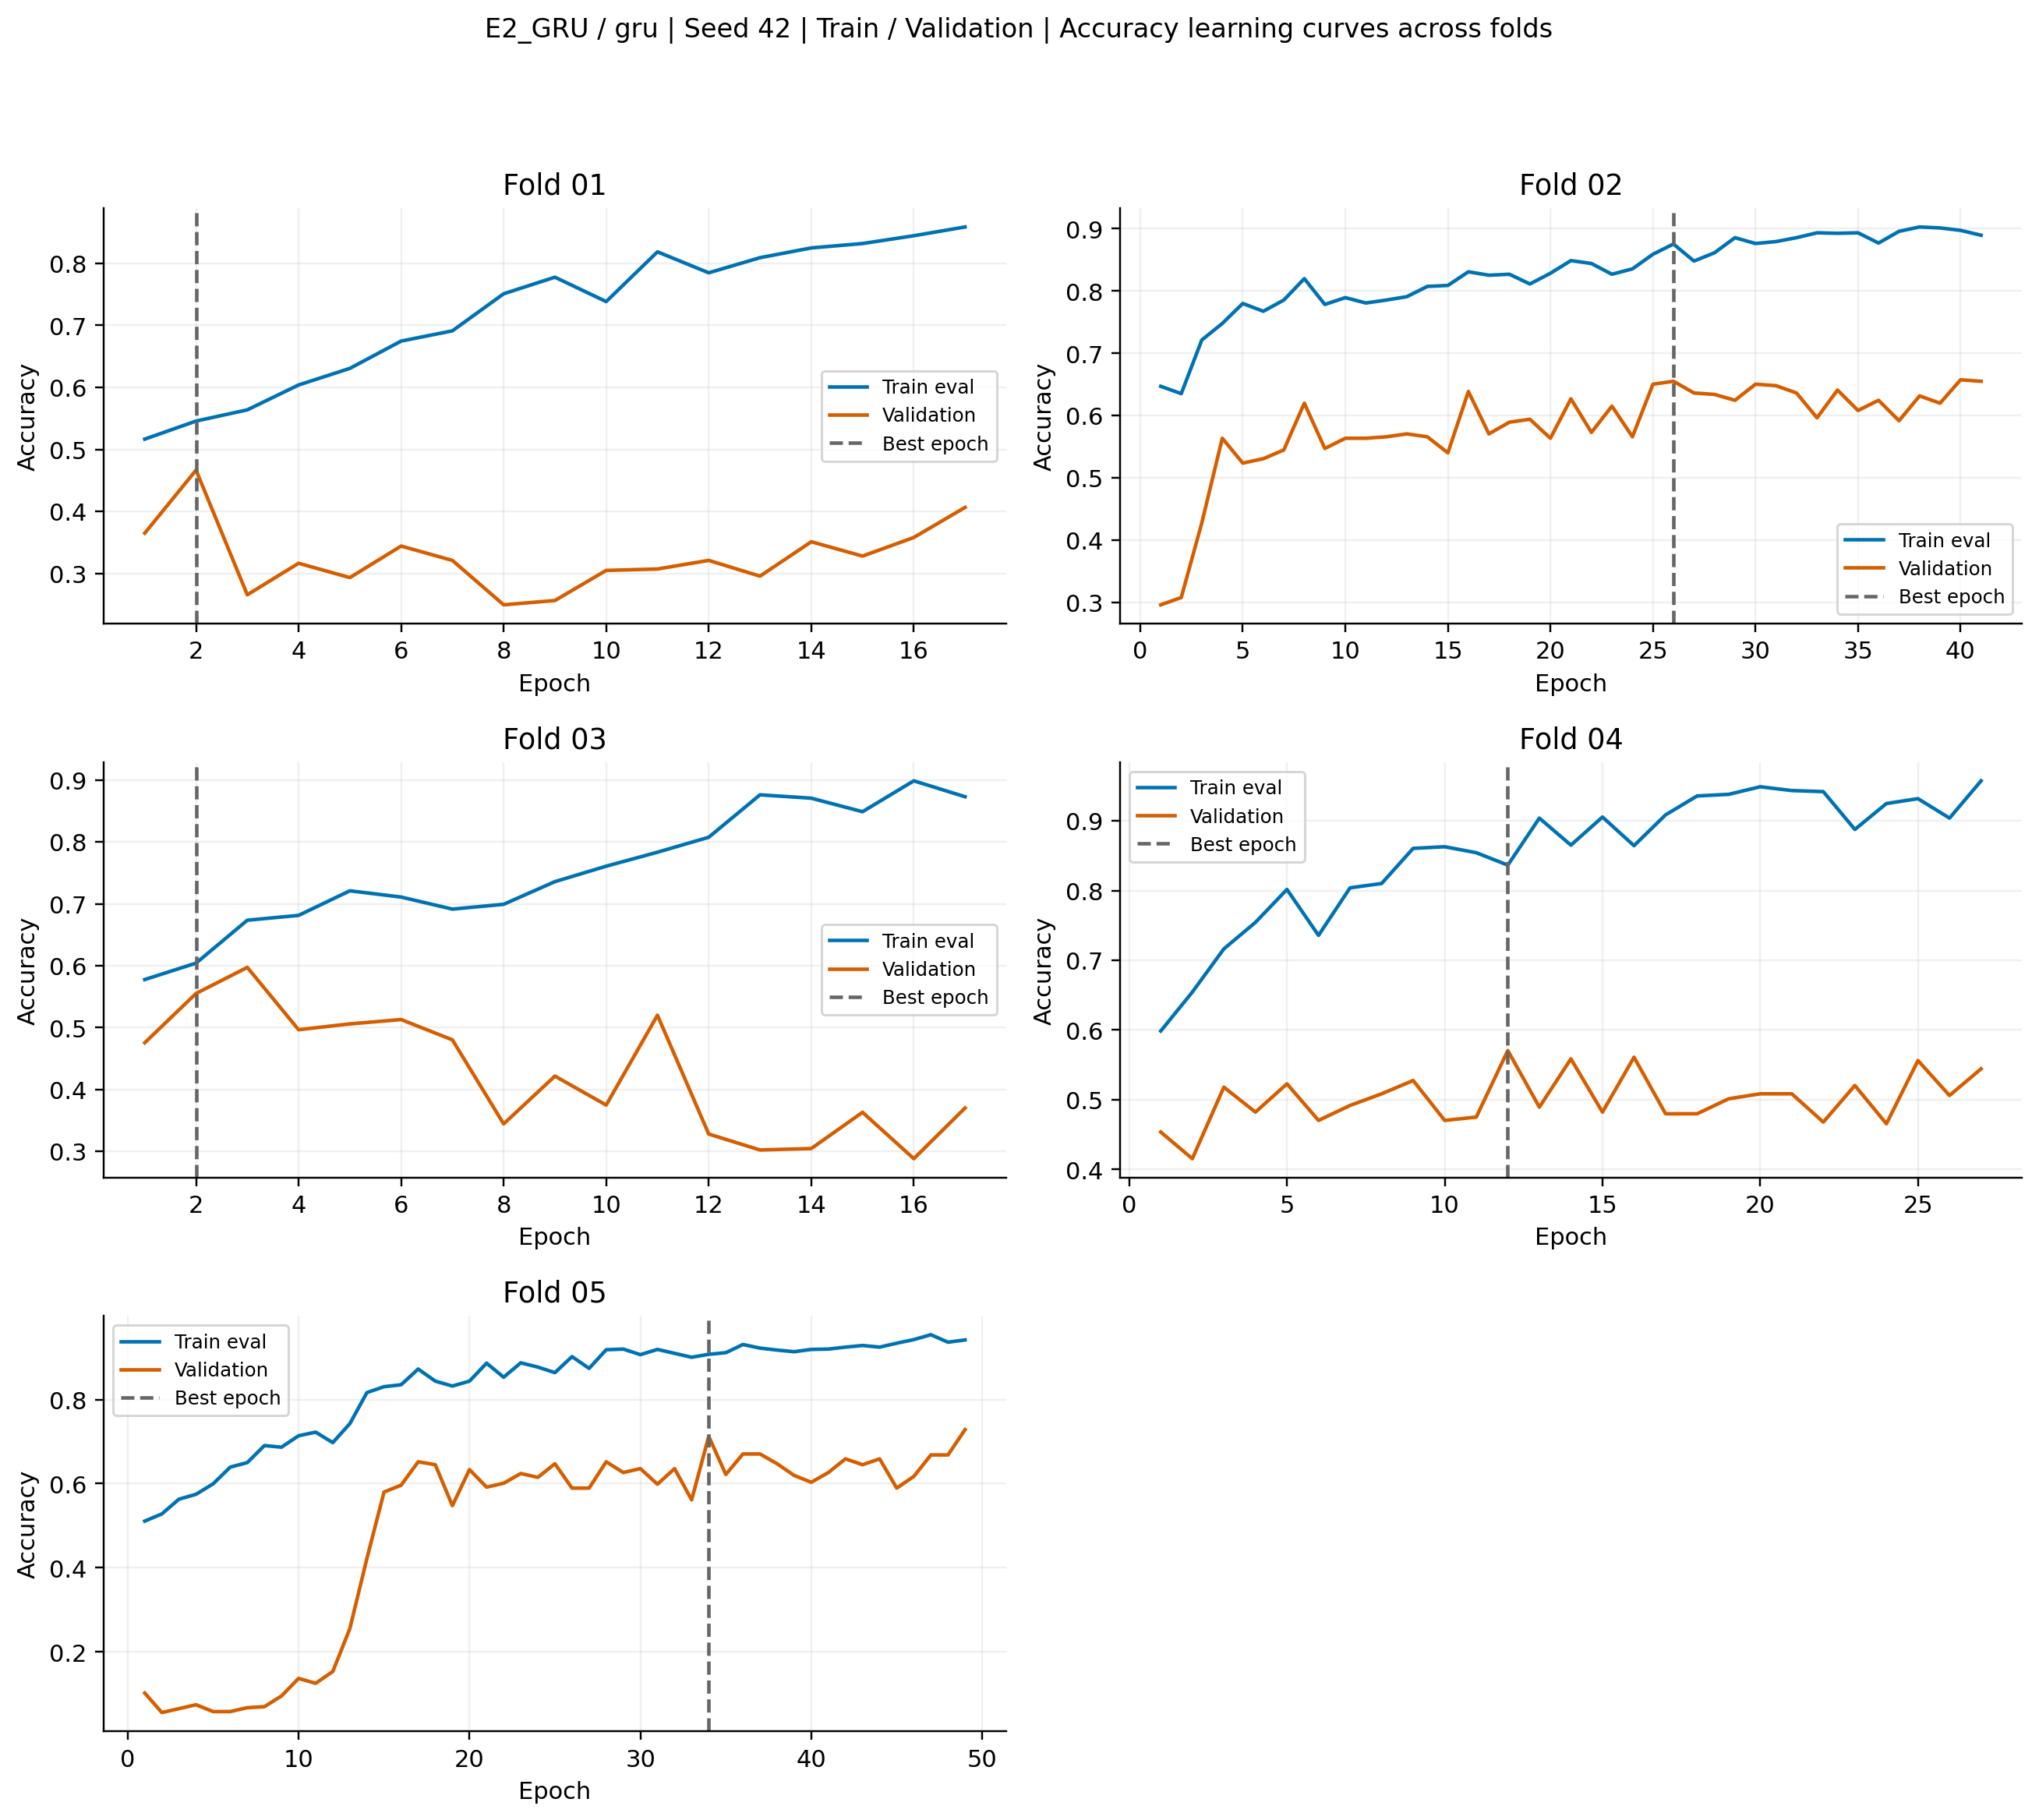 E2_GRU / gru | Seed 42 | Train / Validation | Accuracy learning curves across folds
Fold 01
Accuracy
0.8
0.7
0.6
0.5
0.4
0.3
Train eval
Validation
Best epoch
2 4 6 8 10 12 14 16
Epoch
Fold 02
Accuracy
0.9
0.8
0.7
0.6
0.5
0.4
0.3
Train eval
Validation
Best epoch
0 5 10 15 20 25 30 35 40
Epoch
Fold 03
Accuracy
0.9
0.8
0.7
0.6
0.5
0.4
0.3
Train eval
Validation
Best epoch
2 4 6 8 10 12 14 16
Epoch
Fold 04
Accuracy
0.9
0.8
0.7
0.6
0.5
0.4
Train eval
Validation
Best epoch
0 5 10 15 20 25
Epoch
Fold 05
Accuracy
0.8
0.6
0.4
0.2
Train eval
Validation
Best epoch
0 10 20 30 40 50
Epoch